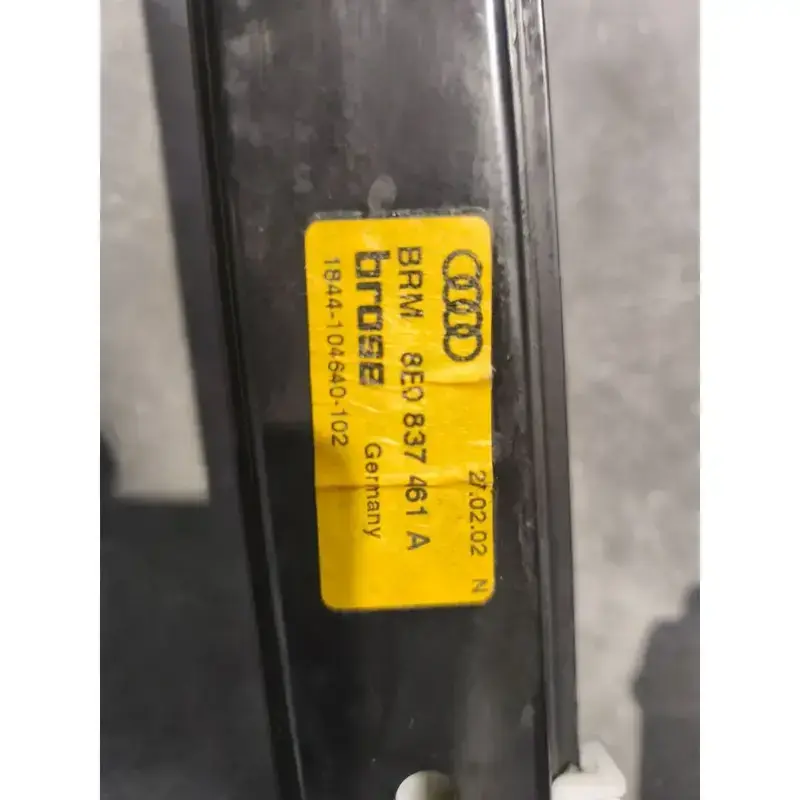 27.02.02 N
BRM 8E0 837 461 A
brose Germany
1844-104640-102